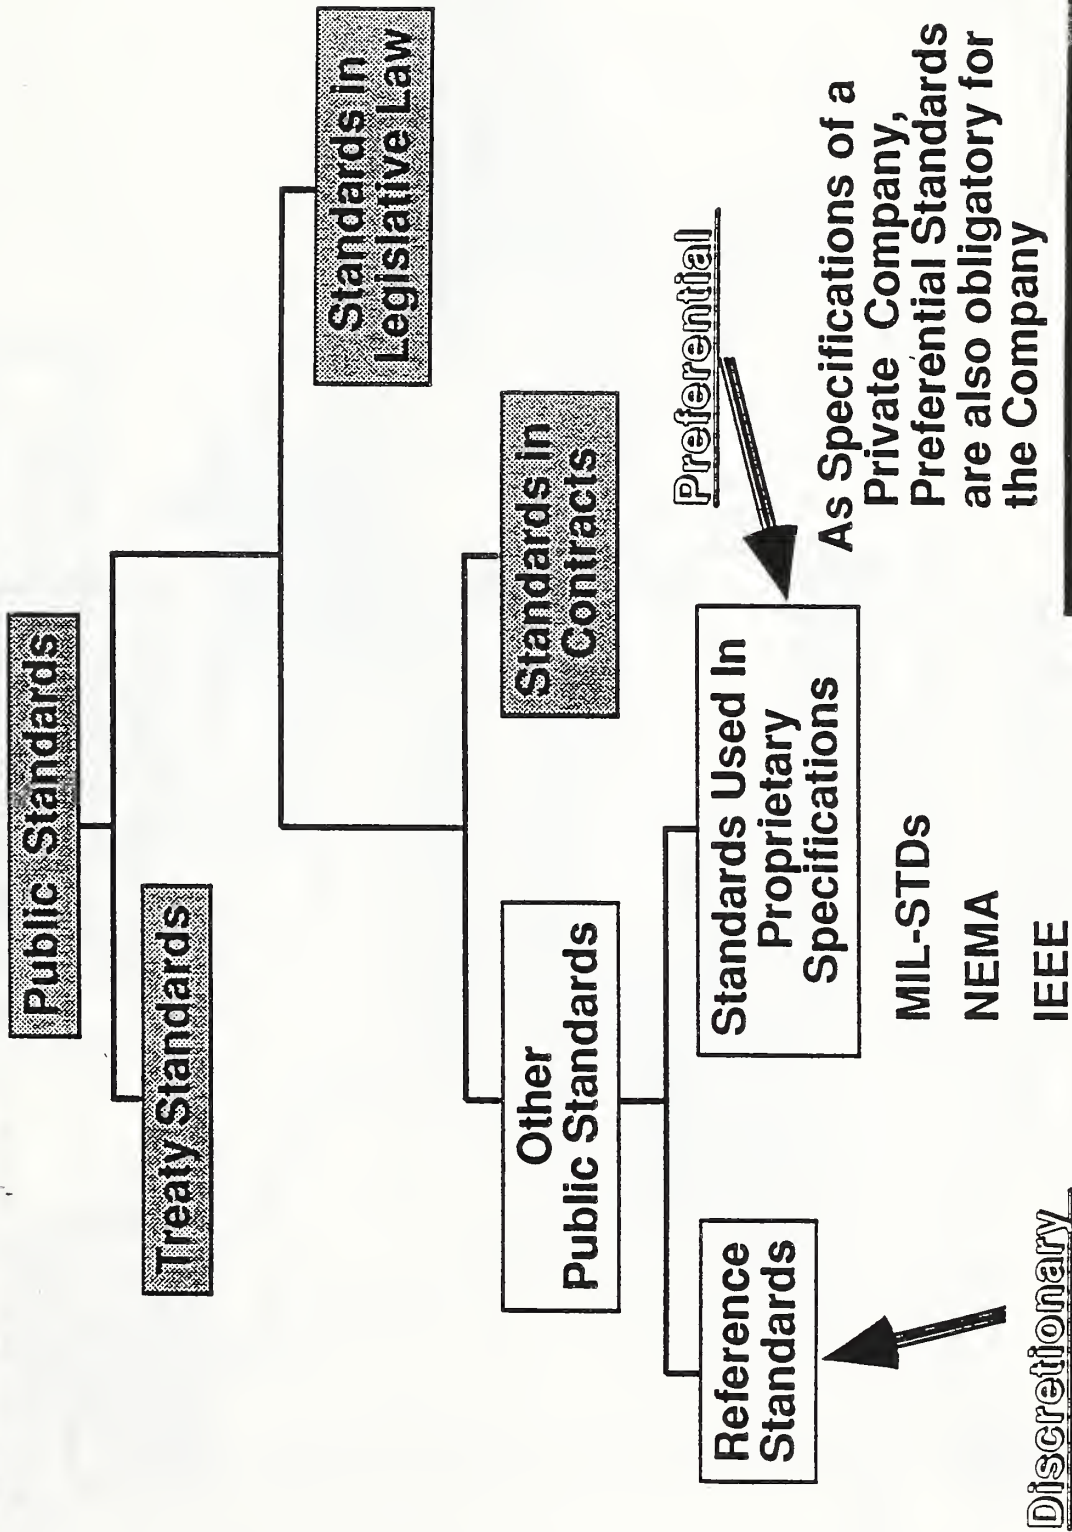 Public Standards
Treaty Standards
Standards in
Legislative Law
Other
Public Standards
Standards in
Contracts
Reference
Standards
Standards Used In
Proprietary
Specifications
Preferential
As Specifications of a
Private Company,
Preferential Standards
are also obligatory for
the Company
MIL-STDs
NEMA
IEEE
Discretionary